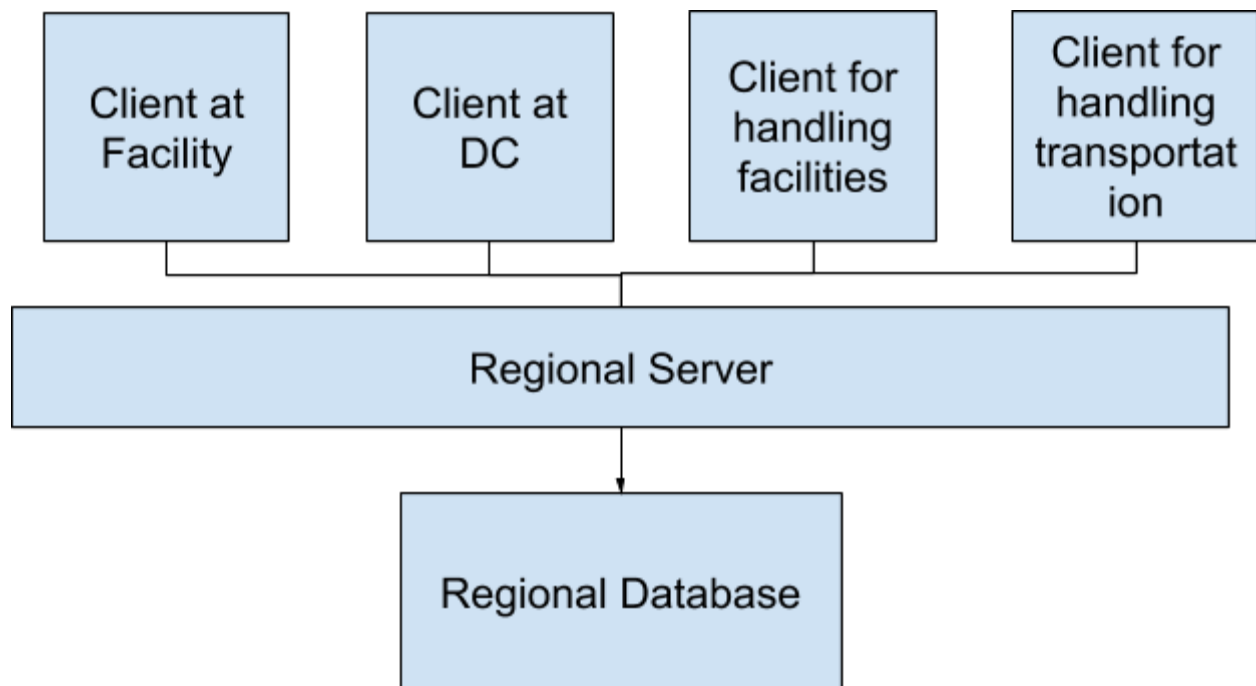 Client at
Facility
Client at
DC
Client for
handling
facilities
Client for
handling
transportat
ion
Regional Server
Regional Database